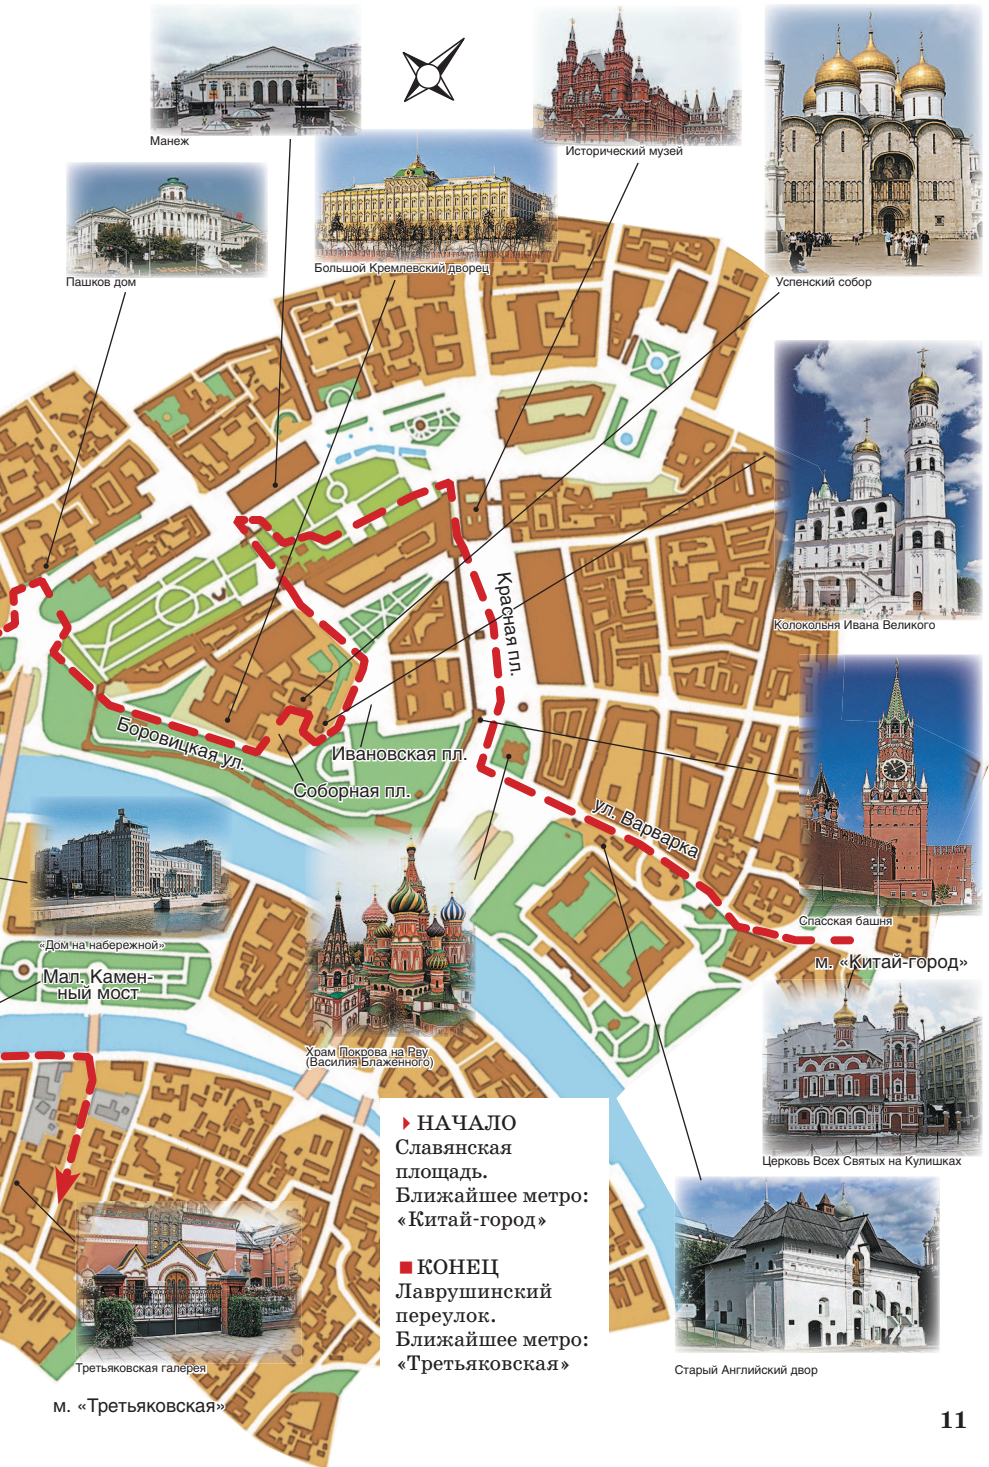 Манеж
Исторический музей
Большой Кремлевский дворец
Пашков дом
Успенский собор
Колокольня Ивана Великого
Красная пл.
Боровицкая ул.
Ивановская пл.
Соборная пл.
ул. Варварка
Спасская башня
«Дом на набережной»
м. «Китай-город»
Мал. Камен-
ный мост
Храм Покрова на Рву
(Василия Блаженного)
Церковь Всех Святых на Кулишках
НАЧАЛО
Славянская
площадь.
Ближайшее метро:
«Китай-город»
КОНЕЦ
Лаврушинский
переулок.
Ближайшее метро:
«Третьяковская»
Третьяковская галерея
Старый Английский двор
м. «Третьяковская»
11